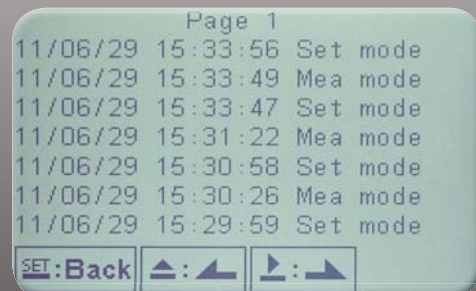 Page 1
11/06/29 15:33:56 Set mode
11/06/29 15:33:49 Mea mode
11/06/29 15:33:47 Set mode
11/06/29 15:31:22 Mea mode
11/06/29 15:30:58 Set mode
11/06/29 15:30:26 Mea mode
11/06/29 15:29:59 Set mode
SET:Back